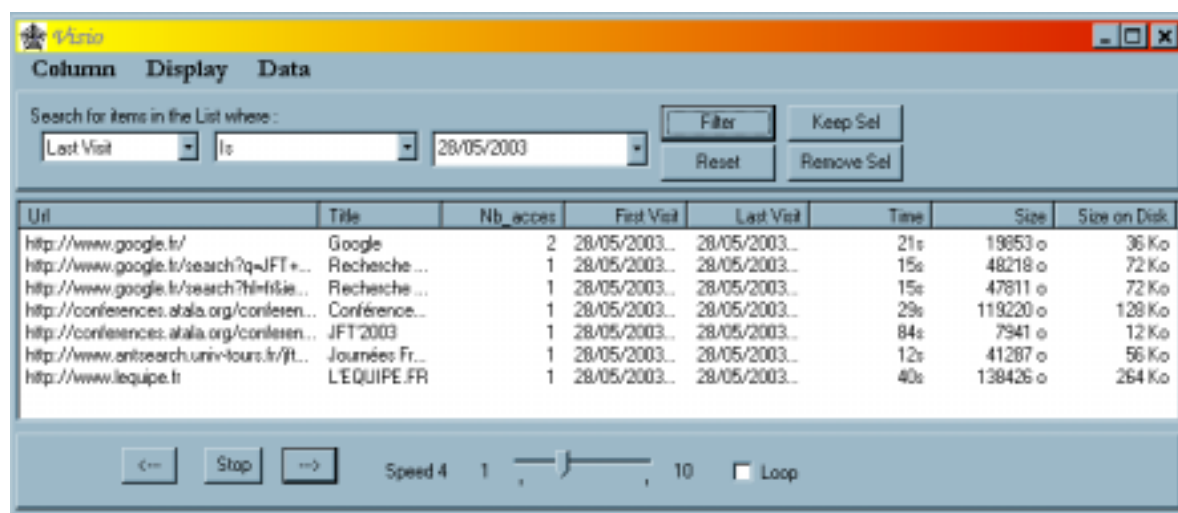 Visio
Column Display Data
Search for items in the List where :
Last Visit Is 28/05/2003 Filter Keep Sel
Reset Remove Sel
Url Title Nb_acces First Visit Last Visit Time Size Size on Disk
http://www.google.fr/ Google 2 28/05/2003... 28/05/2003... 21s 19853 o 36 Ko
http://www.google.fr/search?q=JFT+... Recherche ... 1 28/05/2003... 28/05/2003... 15s 48218 o 72 Ko
http://www.google.fr/search?hl=fr&ie... Recherche ... 1 28/05/2003... 28/05/2003... 15s 47811 o 72 Ko
http://conferences.atala.org/conferen... Conférence... 1 28/05/2003... 28/05/2003... 29s 119220 o 128 Ko
http://conferences.atala.org/conferen... JFT'2003 1 28/05/2003... 28/05/2003... 84s 7941 o 12 Ko
http://www.antsearch.univ-tours.fr/jft... Journées Fr... 1 28/05/2003... 28/05/2003... 12s 41287 o 56 Ko
http://www.lequipe.fr L'EQUIPE.FR 1 28/05/2003... 28/05/2003... 40s 138426 o 264 Ko
<--- Stop ---> Speed 4 1 10 Loop